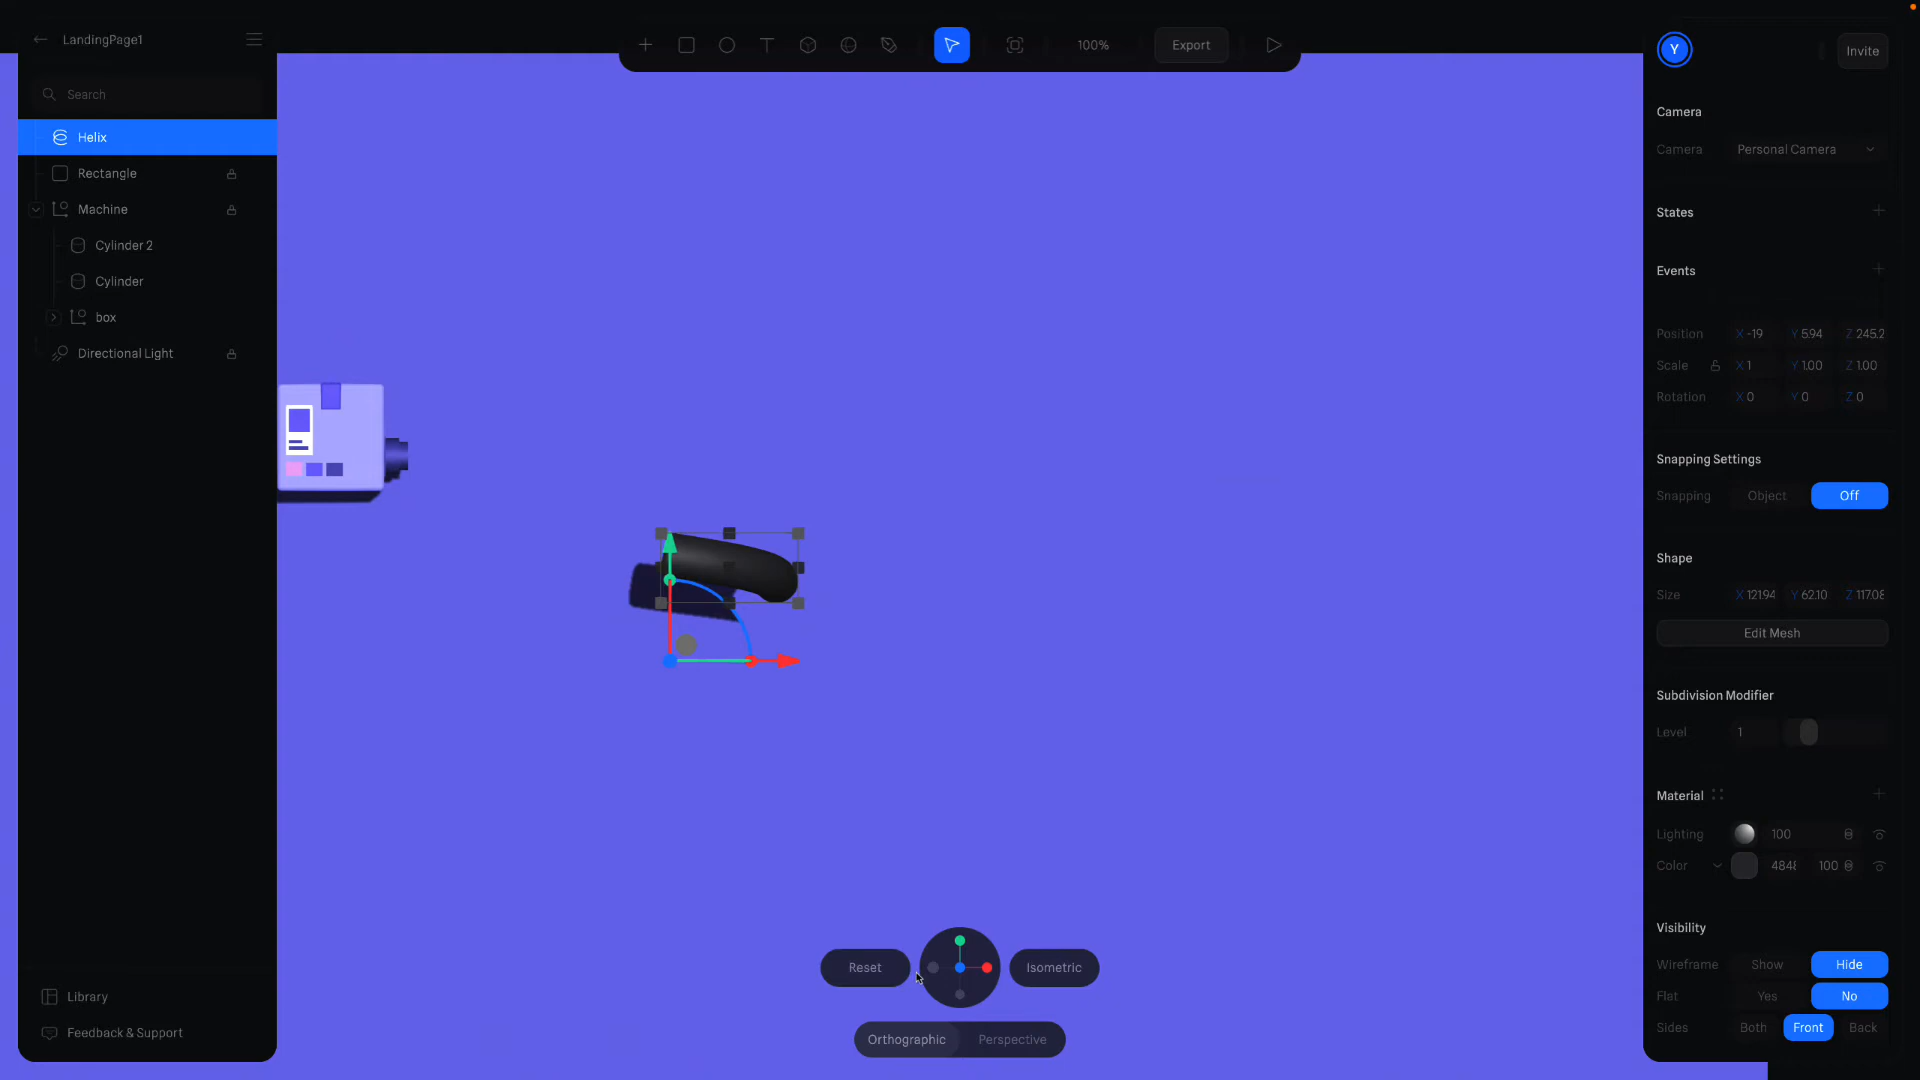 LandingPage1
100%
Export
Y
Invite
Search
Helix
Rectangle
Machine
Cylinder 2
Cylinder
box
Directional Light
Library
Feedback & Support
Reset
Isometric
Orthographic
Perspective
Camera
Camera Personal Camera
States
Events
Position X -19 Y 5.94 Z 245.2
Scale X 1 Y 1.00 Z 1.00
Rotation X 0 Y 0 Z 0
Snapping Settings
Snapping Object Off
Shape
Size X 121.94 Y 62.10 Z 117.08
Edit Mesh
Subdivision Modifier
Level 1
Material
Lighting 100
Color 4848 100
Visibility
Wireframe Show Hide
Flat Yes No
Sides Both Front Back